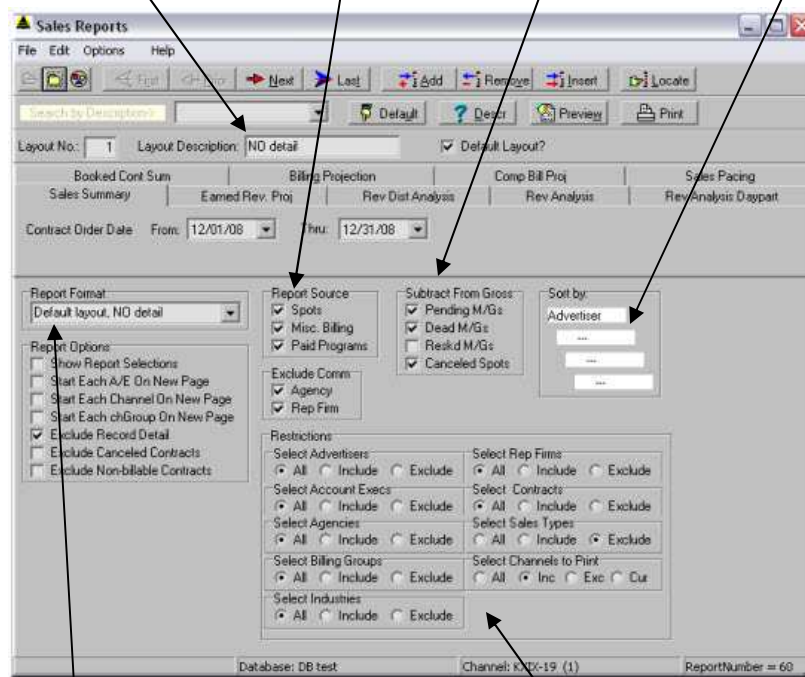 Sales Reports
File Edit Options Help
First Prior Next Last Add Remove Insert Locate
Search by Description> Default Descr Preview Print
Layout No.: 1 Layout Description: NO detail Default Layout?
Booked Cont Sum Billing Projection Comp Bill Proj Sales Pacing
Sales Summary Earned Rev. Proj Rev Dist Analysis Rev Analysis Rev Analysis Daypart
Contract Order Date From: 12/01/08 Thru: 12/31/08
Report Format
Default layout, NO detail
Report Options
Show Report Selections
Start Each A/E On New Page
Start Each Channel On New Page
Start Each chGroup On New Page
Exclude Record Detail
Exclude Canceled Contracts
Exclude Non-billable Contracts
Report Source
Spots
Misc. Billing
Paid Programs
Exclude Comm
Agency
Rep Firm
Subtract From Gross
Pending M/Gs
Dead M/Gs
Reskd M/Gs
Canceled Spots
Sort by:
Advertiser
...
...
...
Restrictions
Select Advertisers Select Rep Firms
All Include Exclude All Include Exclude
Select Account Execs Select Contracts
All Include Exclude All Include Exclude
Select Agencies Select Sales Types
All Include Exclude All Include Exclude
Select Billing Groups Select Channels to Print
All Include Exclude All Inc Exc Cur
Select Industries
All Include Exclude
Database: DB test Channel: KXIX-19 (1) ReportNumber = 60